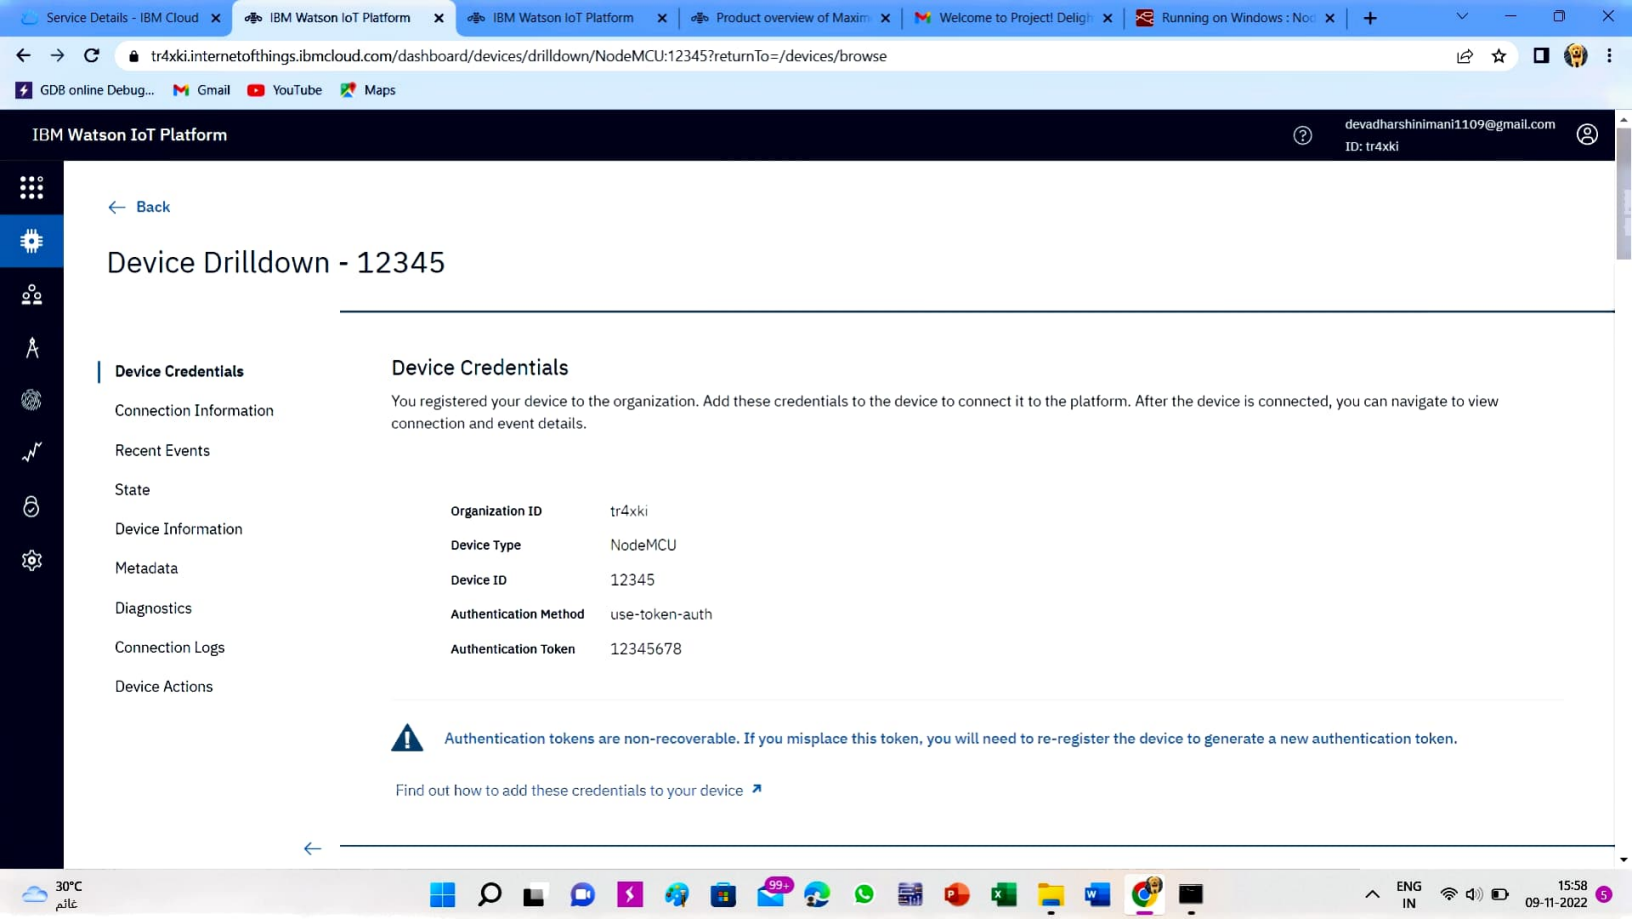 Service Details - IBM Cloud
IBM Watson IoT Platform
IBM Watson IoT Platform
Product overview of Maxim
Welcome to Project! Deligh
Running on Windows : Nod
tr4xki.internetofthings.ibmcloud.com/dashboard/devices/drilldown/NodeMCU:12345?returnTo=/devices/browse
GDB online Debug...
Gmail
YouTube
Maps
IBM Watson IoT Platform
devadharshinimani1109@gmail.com
ID: tr4xki
Back
Device Drilldown - 12345
Device Credentials
Connection Information
Recent Events
State
Device Information
Metadata
Diagnostics
Connection Logs
Device Actions
Device Credentials
You registered your device to the organization. Add these credentials to the device to connect it to the platform. After the device is connected, you can navigate to view
connection and event details.
Organization ID tr4xki
Device Type NodeMCU
Device ID 12345
Authentication Method use-token-auth
Authentication Token 12345678
Authentication tokens are non-recoverable. If you misplace this token, you will need to re-register the device to generate a new authentication token.
Find out how to add these credentials to your device
30°C
غائم
99+
ENG
IN
15:58
09-11-2022
5